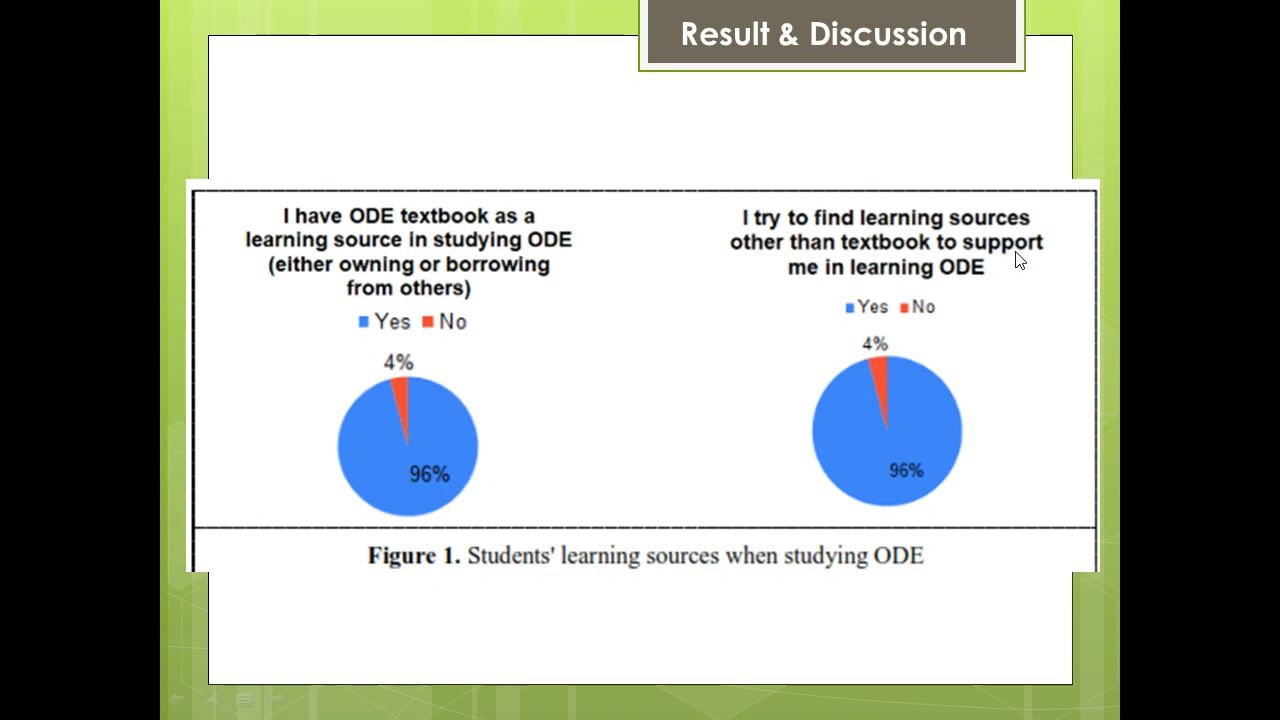 Result & Discussion
I have ODE textbook as a
learning source in studying ODE
(either owning or borrowing
from others)
Yes No
4%
96%
I try to find learning sources
other than textbook to support
me in learning ODE
Yes No
4%
96%
Figure 1. Students' learning sources when studying ODE